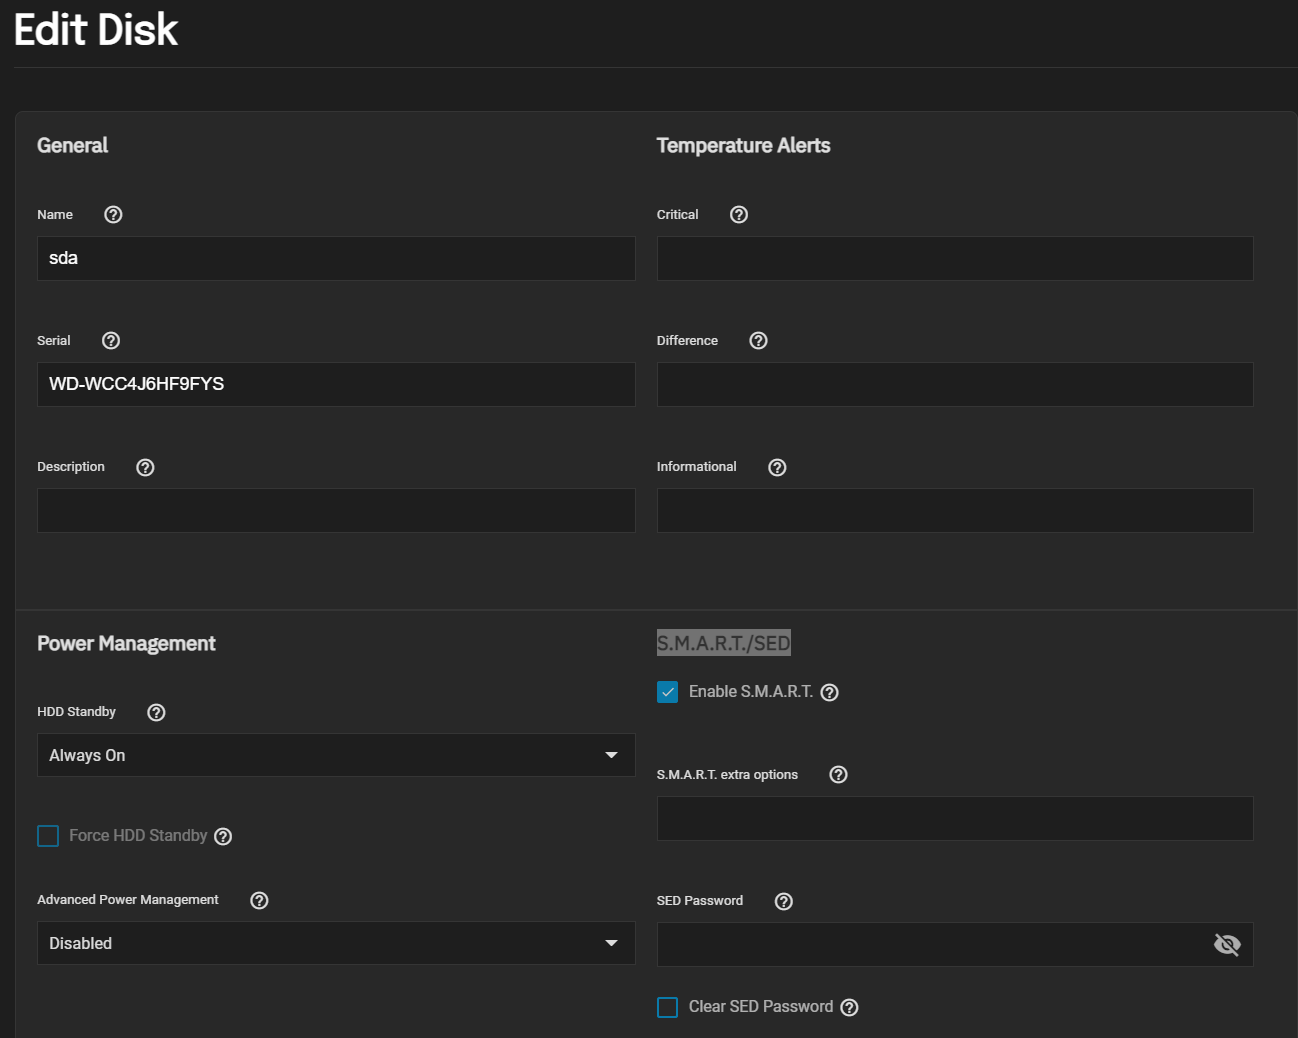 Edit Disk
General
Name
sda
Serial
WD-WCC4J6HF9FYS
Description
Temperature Alerts
Critical
Difference
Informational
Power Management
HDD Standby
Always On
Force HDD Standby
Advanced Power Management
Disabled
S.M.A.R.T./SED
Enable S.M.A.R.T.
S.M.A.R.T. extra options
SED Password
Clear SED Password